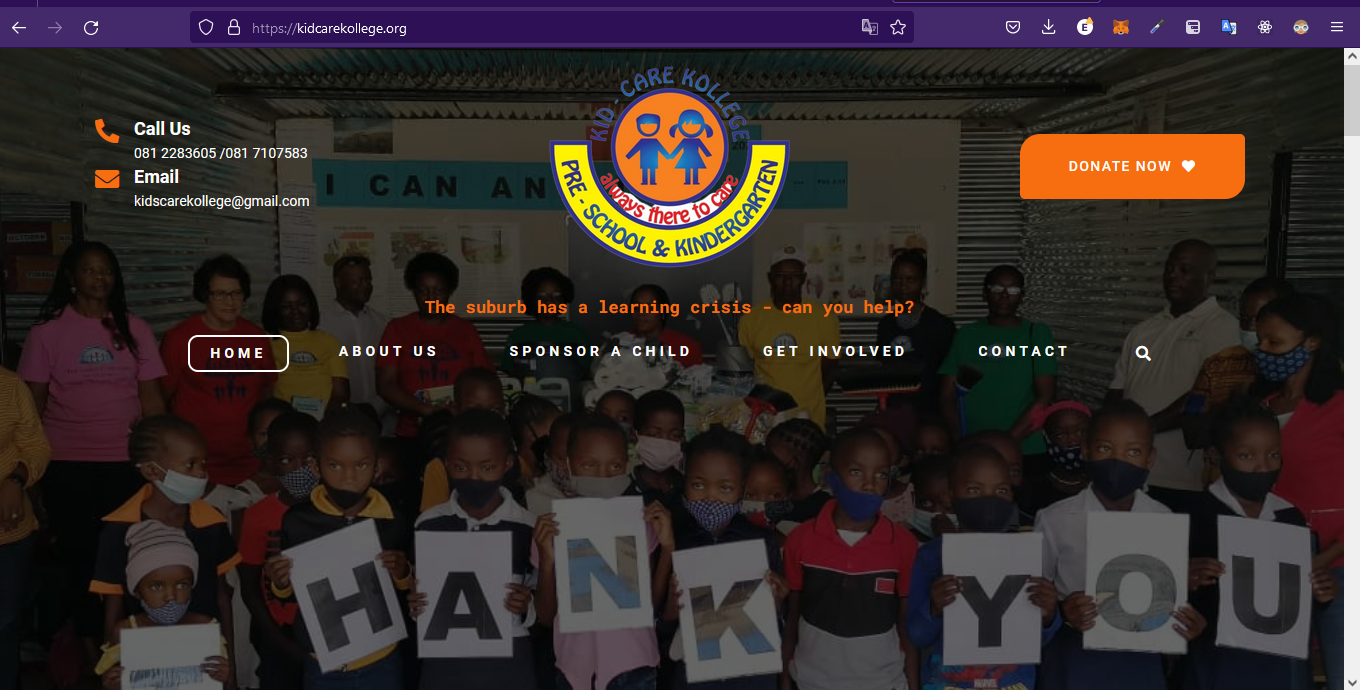 https://kidcarekollege.org
KID - CARE KOLLEGE
Call Us
081 2283605 /081 7107583
Email
kidscarekollege@gmail.com
always there to care
PRE - SCHOOL & KINDERGARTEN
DONATE NOW
I CAN AN
The suburb has a learning crisis - can you help?
HOME
ABOUT US
SPONSOR A CHILD
GET INVOLVED
CONTACT
H A N K Y O U